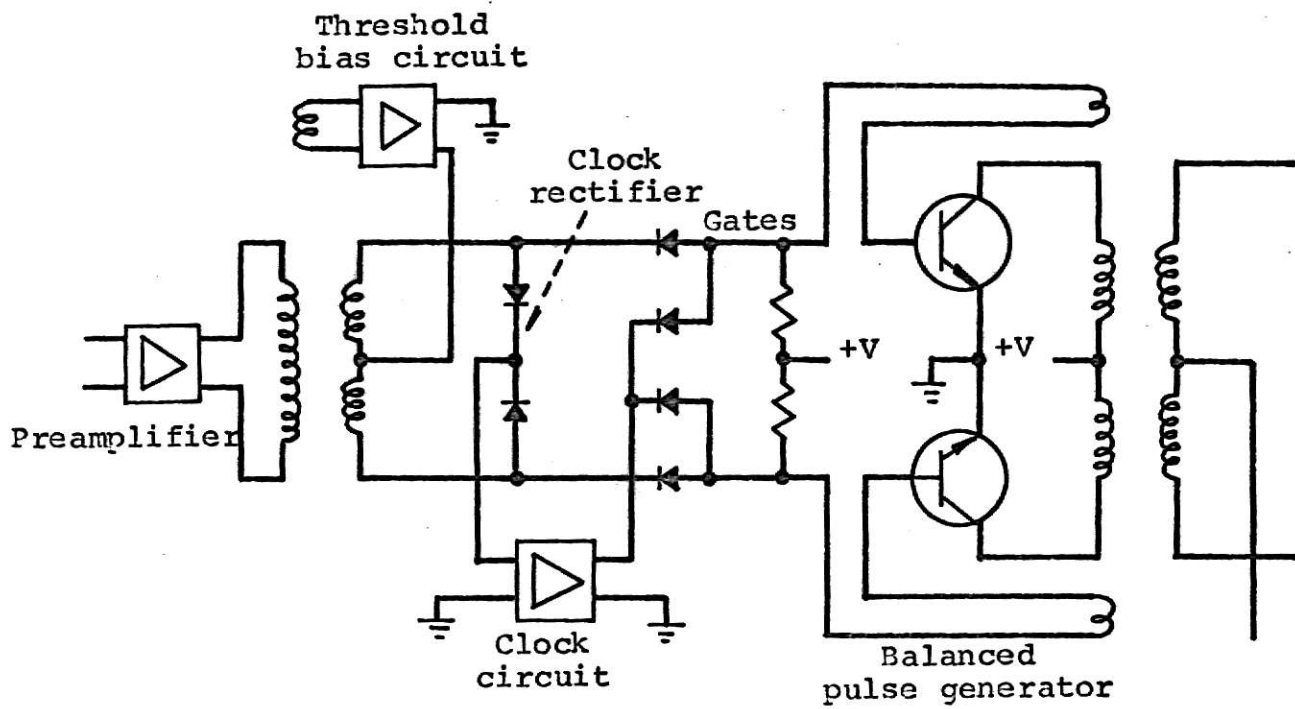 Threshold
bias circuit
Clock
rectifier
Gates
+V
+V
Preamplifier
Clock
circuit
Balanced
pulse generator